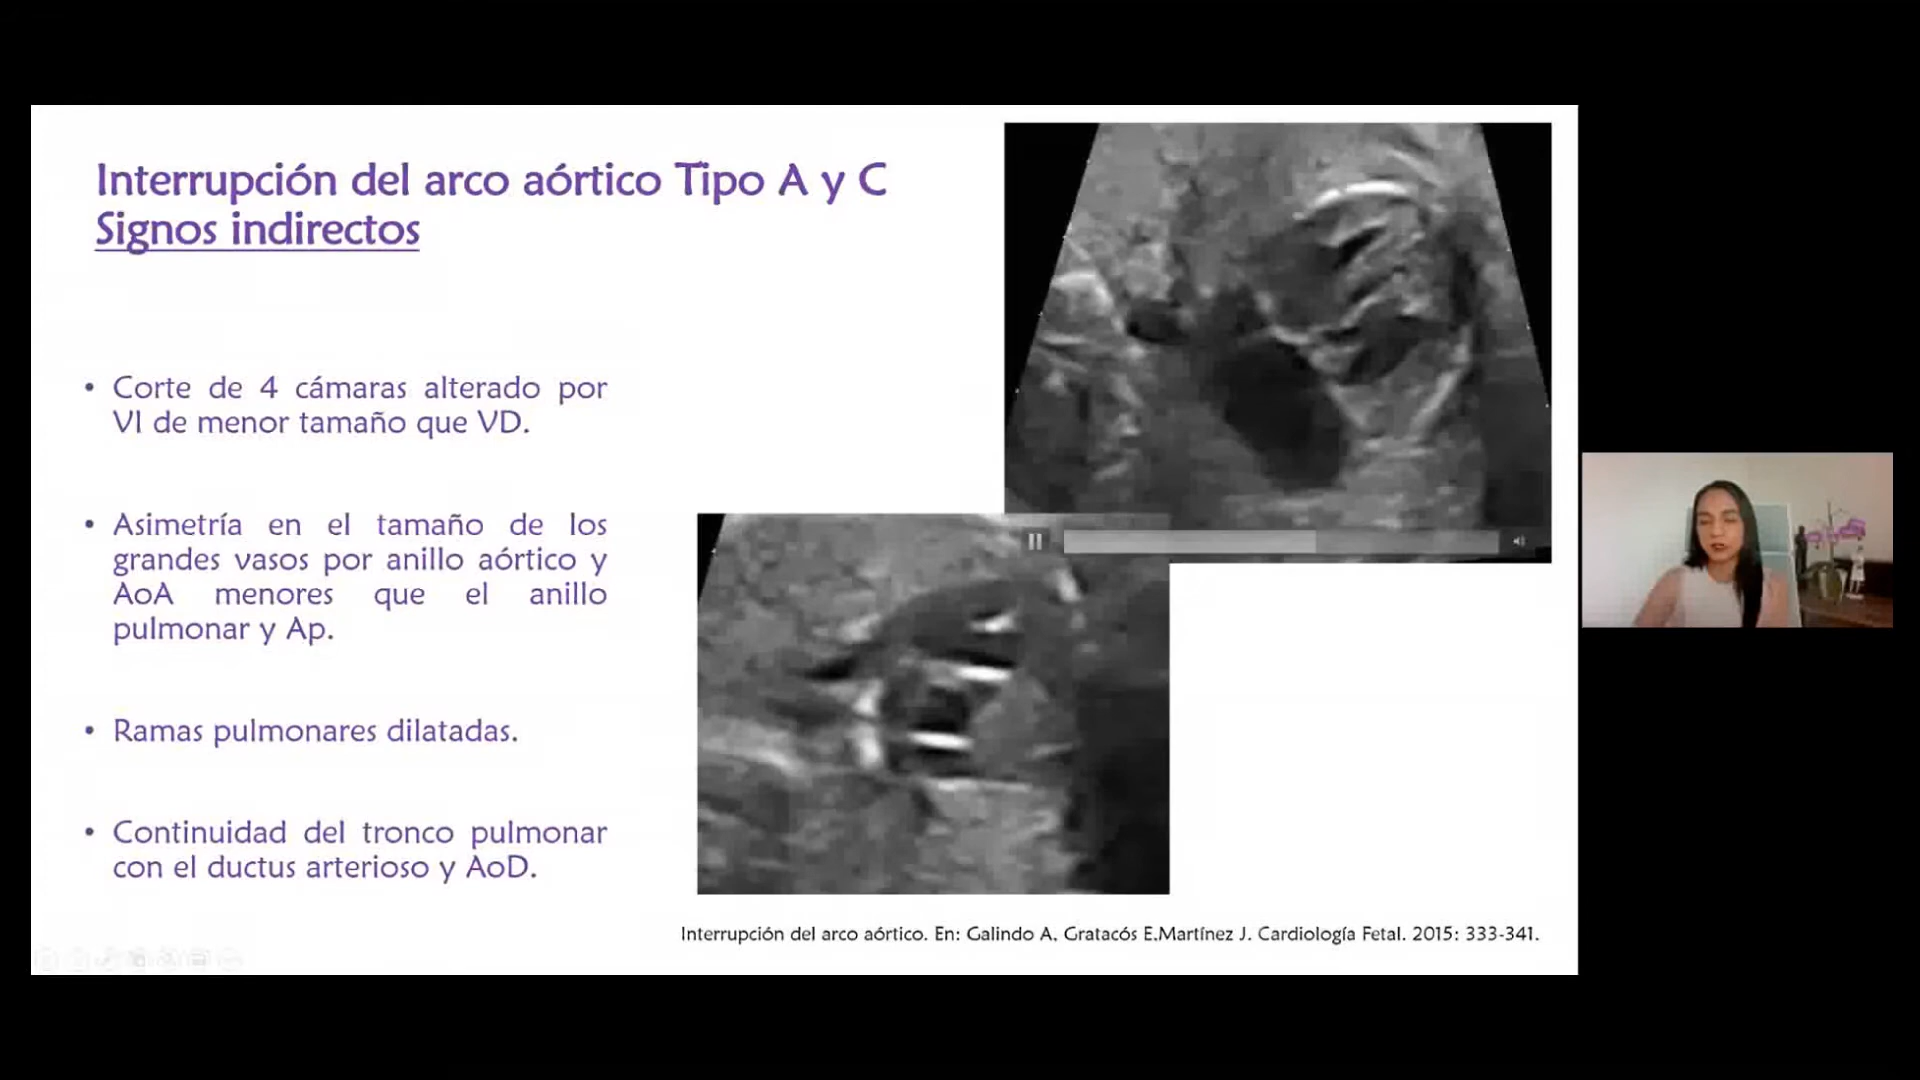 Interrupción del arco aórtico Tipo A y C
Signos indirectos
• Corte de 4 cámaras alterado por
VI de menor tamaño que VD.
• Asimetría en el tamaño de los
grandes vasos por anillo aórtico y
AoA menores que el anillo
pulmonar y Ap.
• Ramas pulmonares dilatadas.
• Continuidad del tronco pulmonar
con el ductus arterioso y AoD.
Interrupción del arco aórtico. En: Galindo A, Gratacós E,Martínez J. Cardiología Fetal. 2015: 333-341.